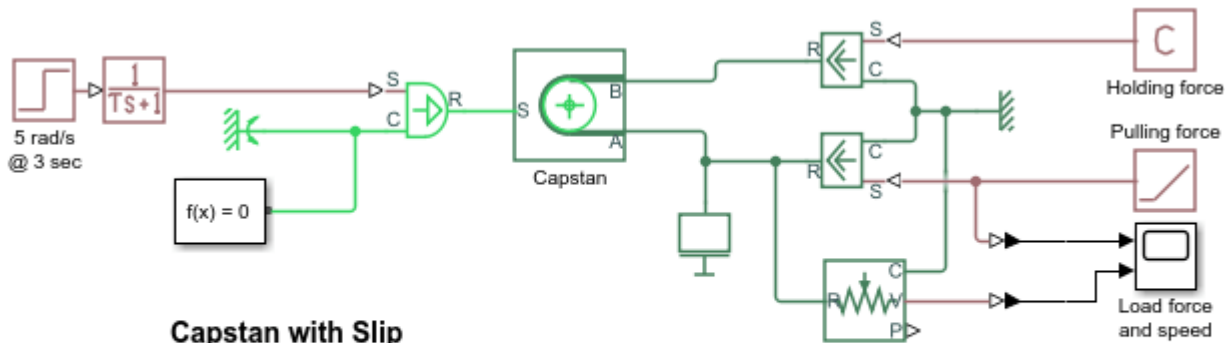 5 rad/s
@ 3 sec
1
Ts+1
S
C
R
f(x) = 0
S
B
A
Capstan
R
S
C
C
Holding force
Pulling force
R
C
S
R
C
V
P
Load force
and speed
Capstan with Slip